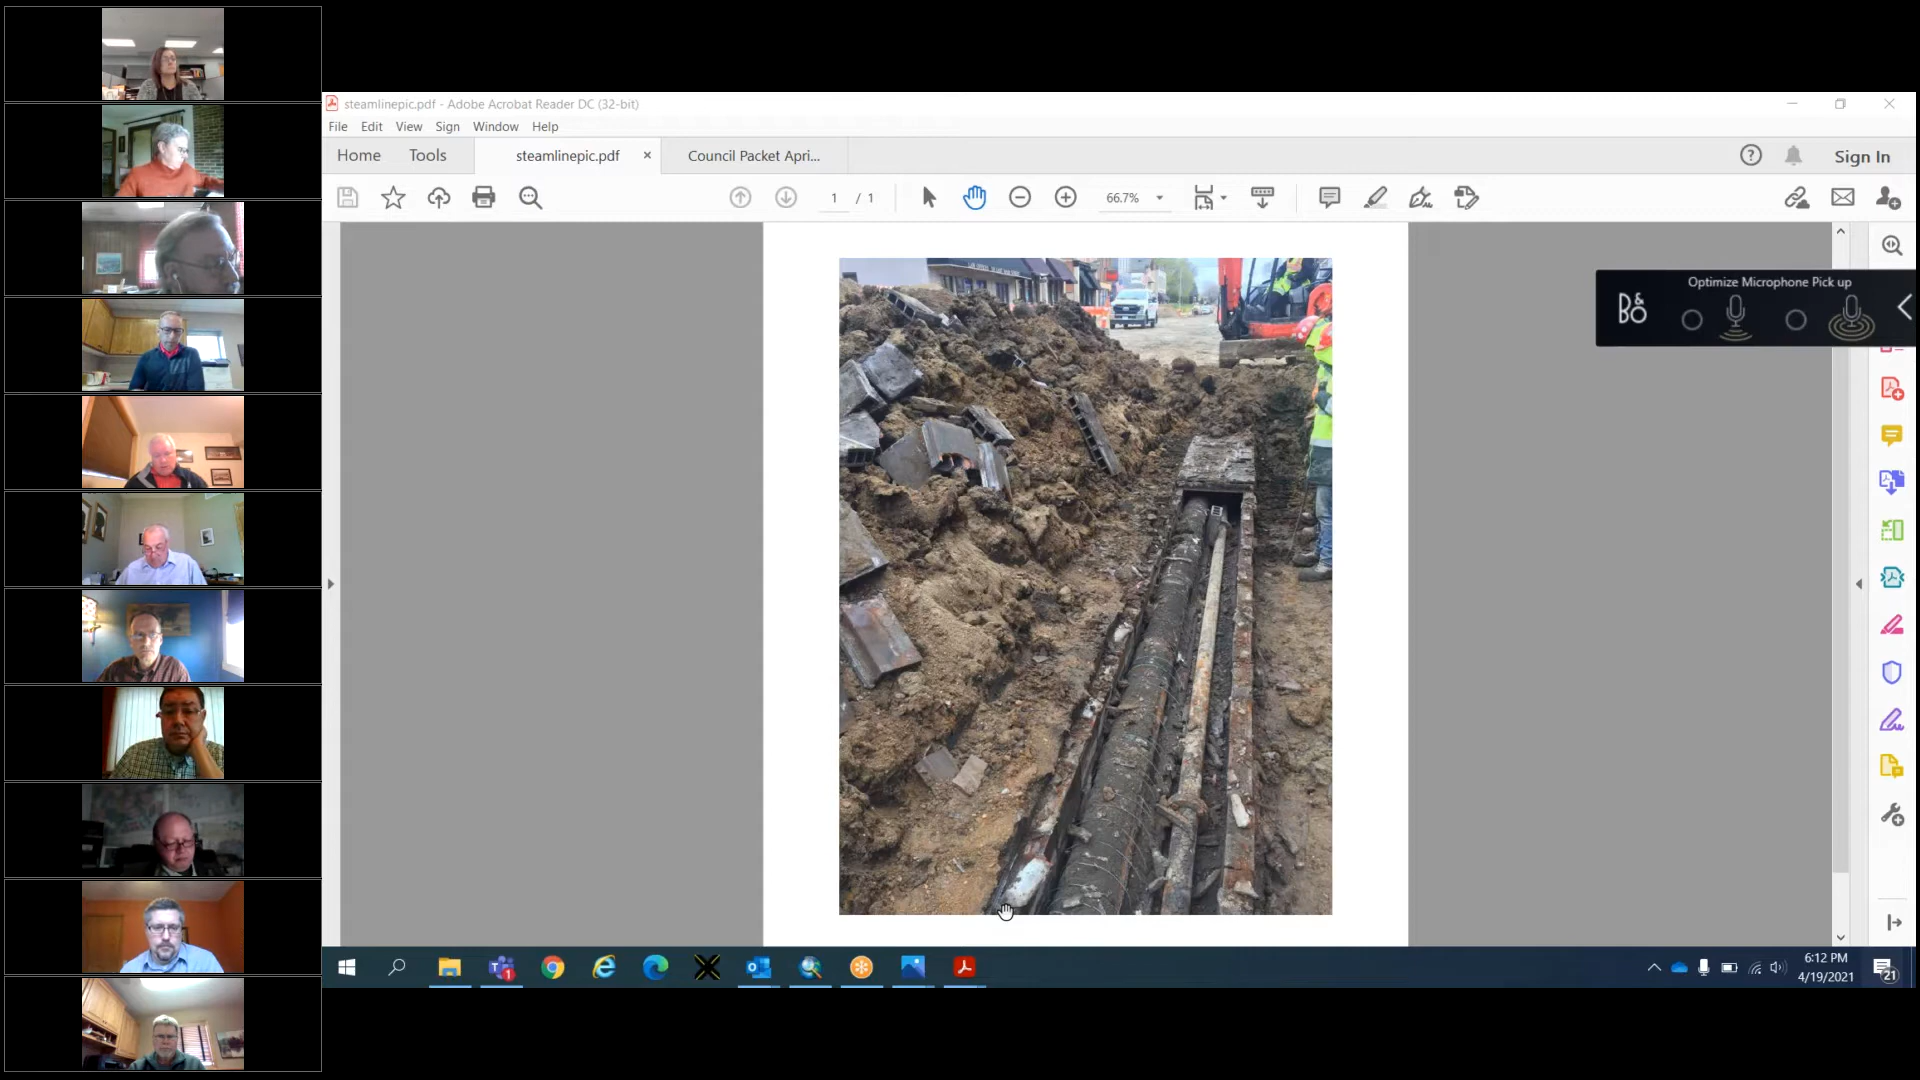 steamlinepic.pdf - Adobe Acrobat Reader DC (32-bit)
File Edit View Sign Window Help
Home Tools steamlinepic.pdf × Council Packet Apri... Sign In
1 / 1 66.7%
Optimize Microphone Pick up
B&O
6:12 PM
4/19/2021
21
1